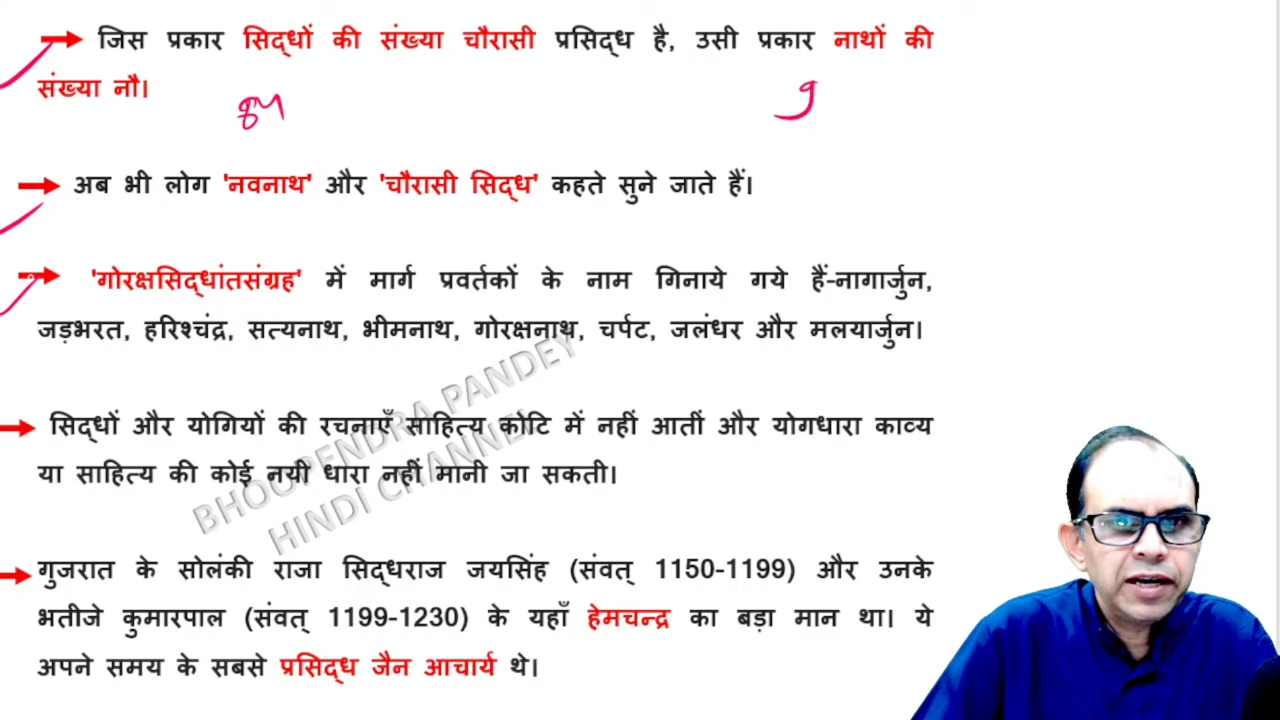 जिस प्रकार सिद्धों की संख्या चौरासी प्रसिद्ध है, उसी प्रकार नाथों की
संख्या नौ।
84
9
अब भी लोग 'नवनाथ' और 'चौरासी सिद्ध' कहते सुने जाते हैं।
'गोरक्षसिद्धांतसंग्रह' में मार्ग प्रवर्तकों के नाम गिनाये गये हैं-नागार्जुन,
जड़भरत, हरिश्चंद्र, सत्यनाथ, भीमनाथ, गोरक्षनाथ, चर्पट, जलंधर और मलयार्जुन।
सिद्धों और योगियों की रचनाएँ साहित्य कोटि में नहीं आतीं और योगधारा काव्य
या साहित्य की कोई नयी धारा नहीं मानी जा सकती।
BHOOPENDRA PANDEY
HINDI CHANNEL
गुजरात के सोलंकी राजा सिद्धराज जयसिंह (संवत् 1150-1199) और उनके
भतीजे कुमारपाल (संवत् 1199-1230) के यहाँ हेमचन्द्र का बड़ा मान था। ये
अपने समय के सबसे प्रसिद्ध जैन आचार्य थे।